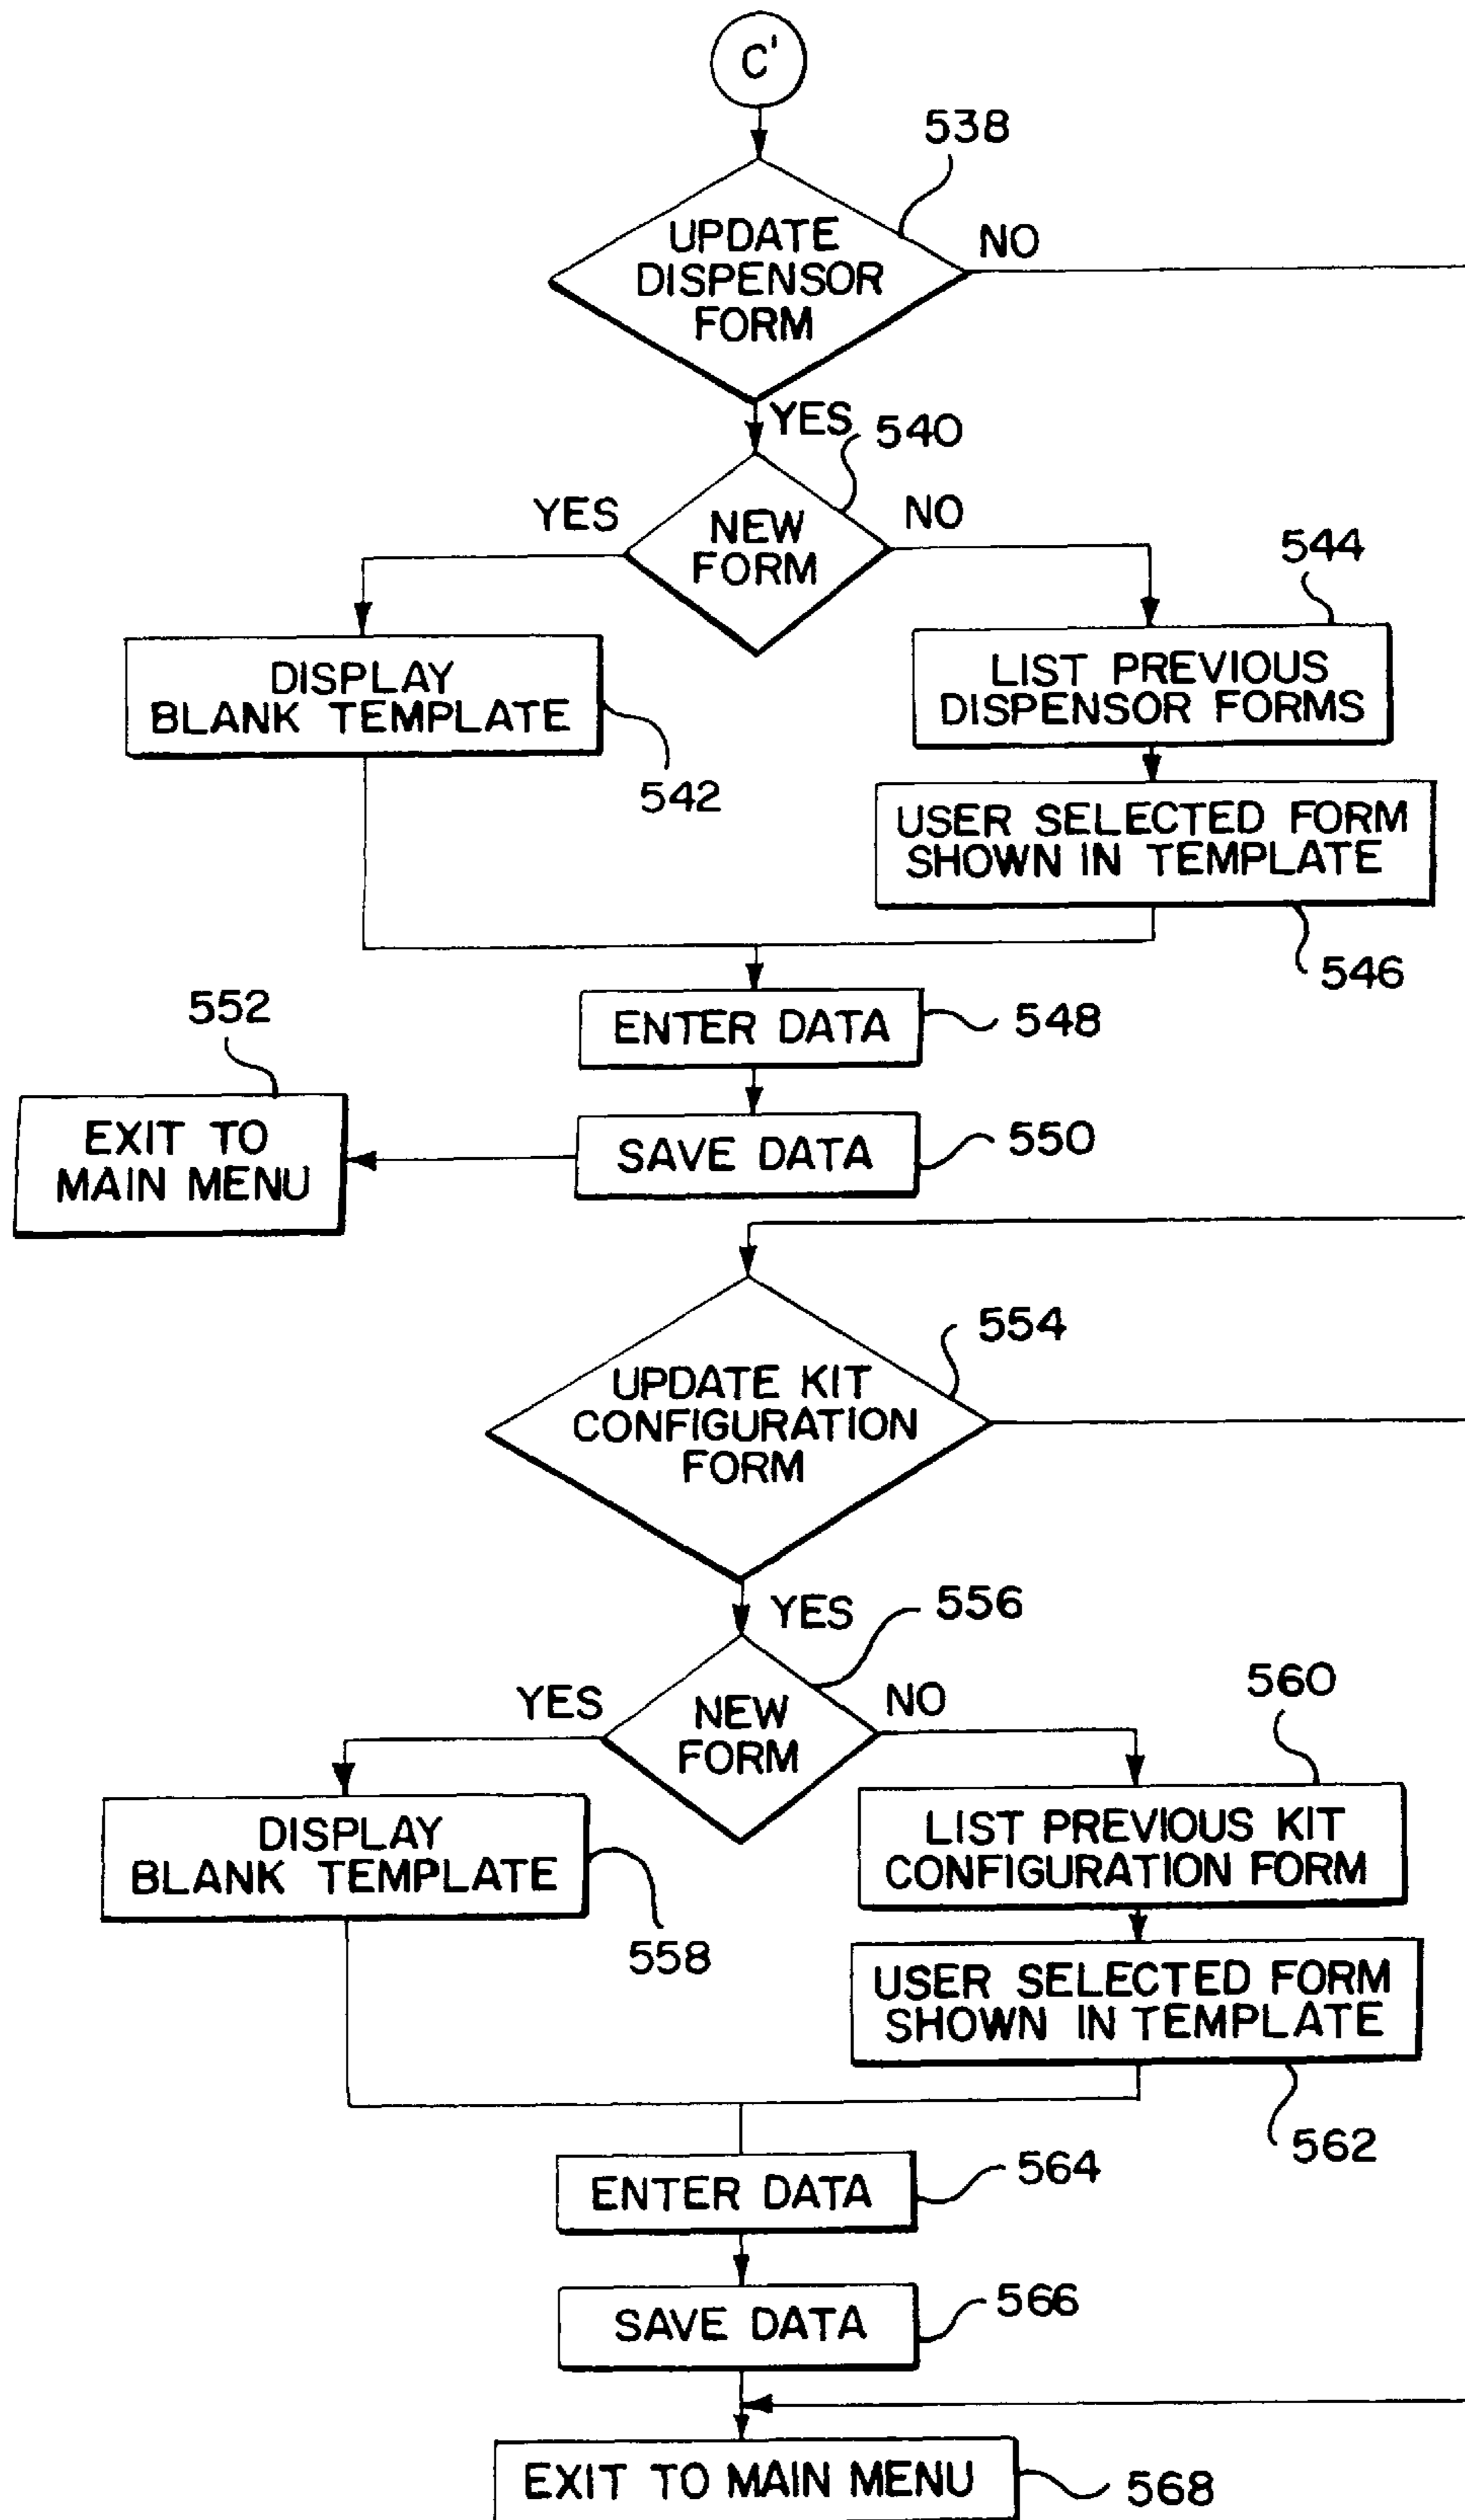 C'
538
UPDATE
DISPENSOR
FORM
NO
YES
540
NEW
FORM
YES
NO
544
DISPLAY
BLANK TEMPLATE
542
LIST PREVIOUS
DISPENSOR FORMS
USER SELECTED FORM
SHOWN IN TEMPLATE
546
ENTER DATA
548
552
EXIT TO
MAIN MENU
SAVE DATA
550
554
UPDATE KIT
CONFIGURATION
FORM
YES
556
YES
NEW
FORM
NO
560
DISPLAY
BLANK TEMPLATE
558
LIST PREVIOUS KIT
CONFIGURATION FORM
USER SELECTED FORM
SHOWN IN TEMPLATE
562
ENTER DATA
564
SAVE DATA
566
EXIT TO MAIN MENU
568